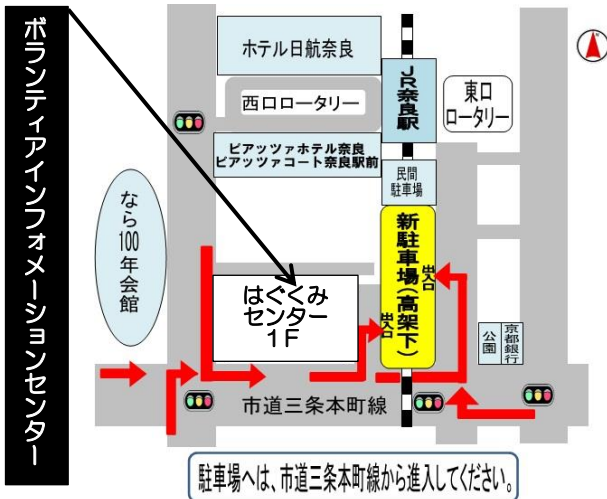 ボランティアインフォメーションセンター
ホテル日航奈良
西口ロータリー
JR奈良駅
東口
ロータリー
ピアッツァホテル奈良
ピアッツァコート奈良駅前
民間
駐車場
なら100年会館
新駐車場(高架下)
出入口
出入口
はぐくみ
センター
1F
公園
京都銀行
市道三条本町線
駐車場へは、市道三条本町線から進入してください。